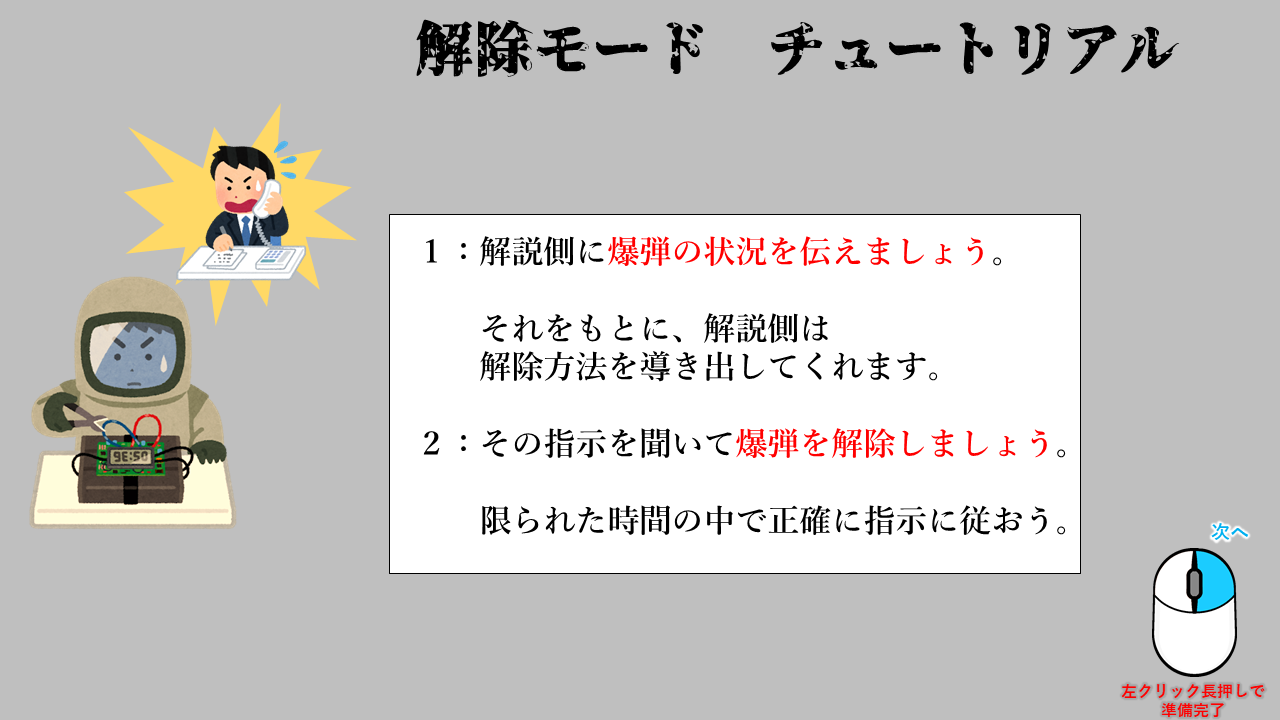 解除モード　チュートリアル
１：解説側に爆弾の状況を伝えましょう。
それをもとに、解説側は
解除方法を導き出してくれます。
２：その指示を聞いて爆弾を解除しましょう。
限られた時間の中で正確に指示に従おう。
次へ
左クリック長押しで
準備完了